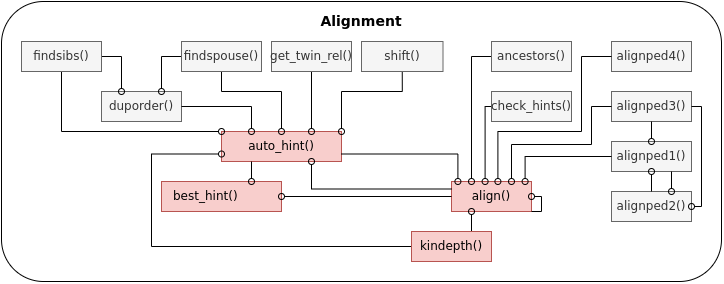 Alignment
findsibs()
findspouse()
get_twin_rel()
shift()
ancestors()
alignped4()
duporder()
check_hints()
alignped3()
auto_hint()
alignped1()
best_hint()
align()
alignped2()
kindepth()